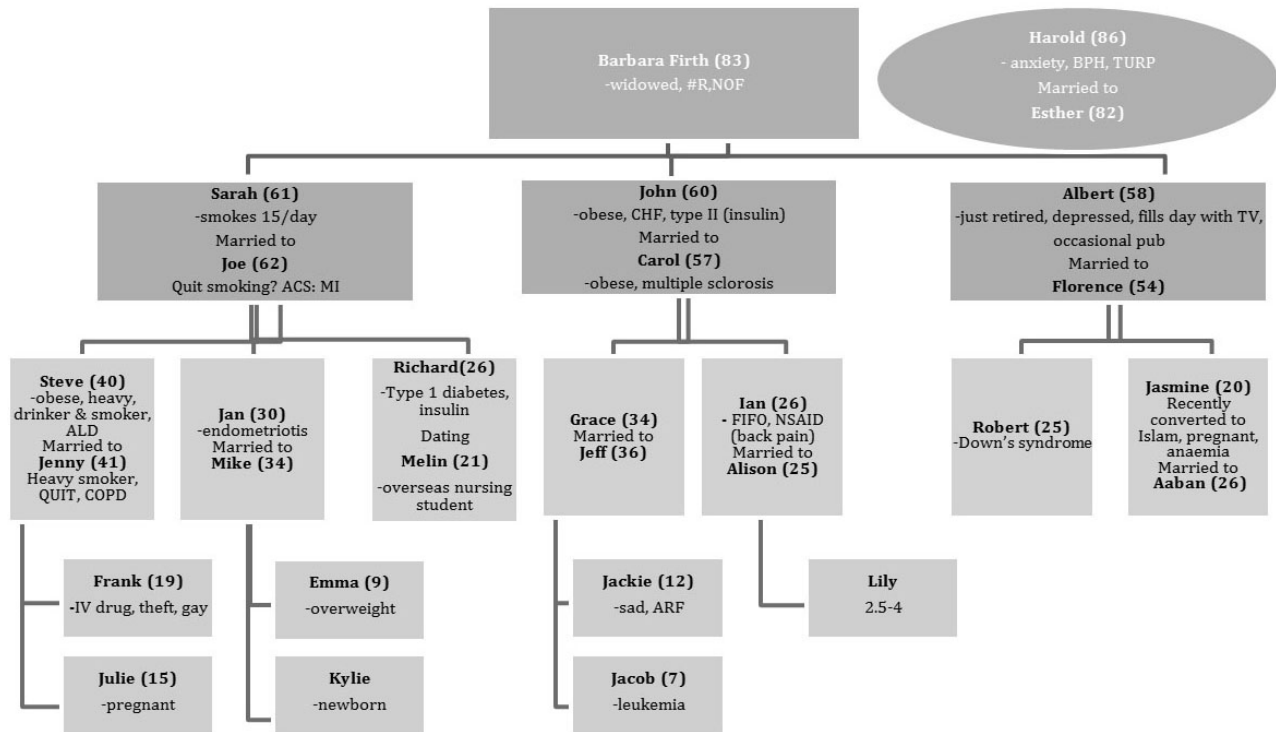 Barbara Firth (83)
-widowed, #R,NOF
Harold (86)
- anxiety, BPH, TURP
Married to
Esther (82)
Sarah (61)
-smokes 15/day
Married to
Joe (62)
Quit smoking? ACS: MI
John (60)
-obese, CHF, type II (insulin)
Married to
Carol (57)
-obese, multiple sclorosis
Albert (58)
-just retired, depressed, fills day with TV,
occasional pub
Married to
Florence (54)
Steve (40)
-obese, heavy,
drinker & smoker,
ALD
Married to
Jenny (41)
Heavy smoker,
QUIT, COPD
Jan (30)
-endometriotis
Married to
Mike (34)
Richard(26)
-Type 1 diabetes,
insulin
Dating
Melin (21)
-overseas nursing
student
Grace (34)
Married to
Jeff (36)
Ian (26)
- FIFO, NSAID
(back pain)
Married to
Alison (25)
Robert (25)
-Down's syndrome
Jasmine (20)
Recently
converted to
Islam, pregnant,
anaemia
Married to
Aaban (26)
Frank (19)
-IV drug, theft, gay
Emma (9)
-overweight
Jackie (12)
-sad, ARF
Lily
2.5-4
Julie (15)
-pregnant
Kylie
-newborn
Jacob (7)
-leukemia